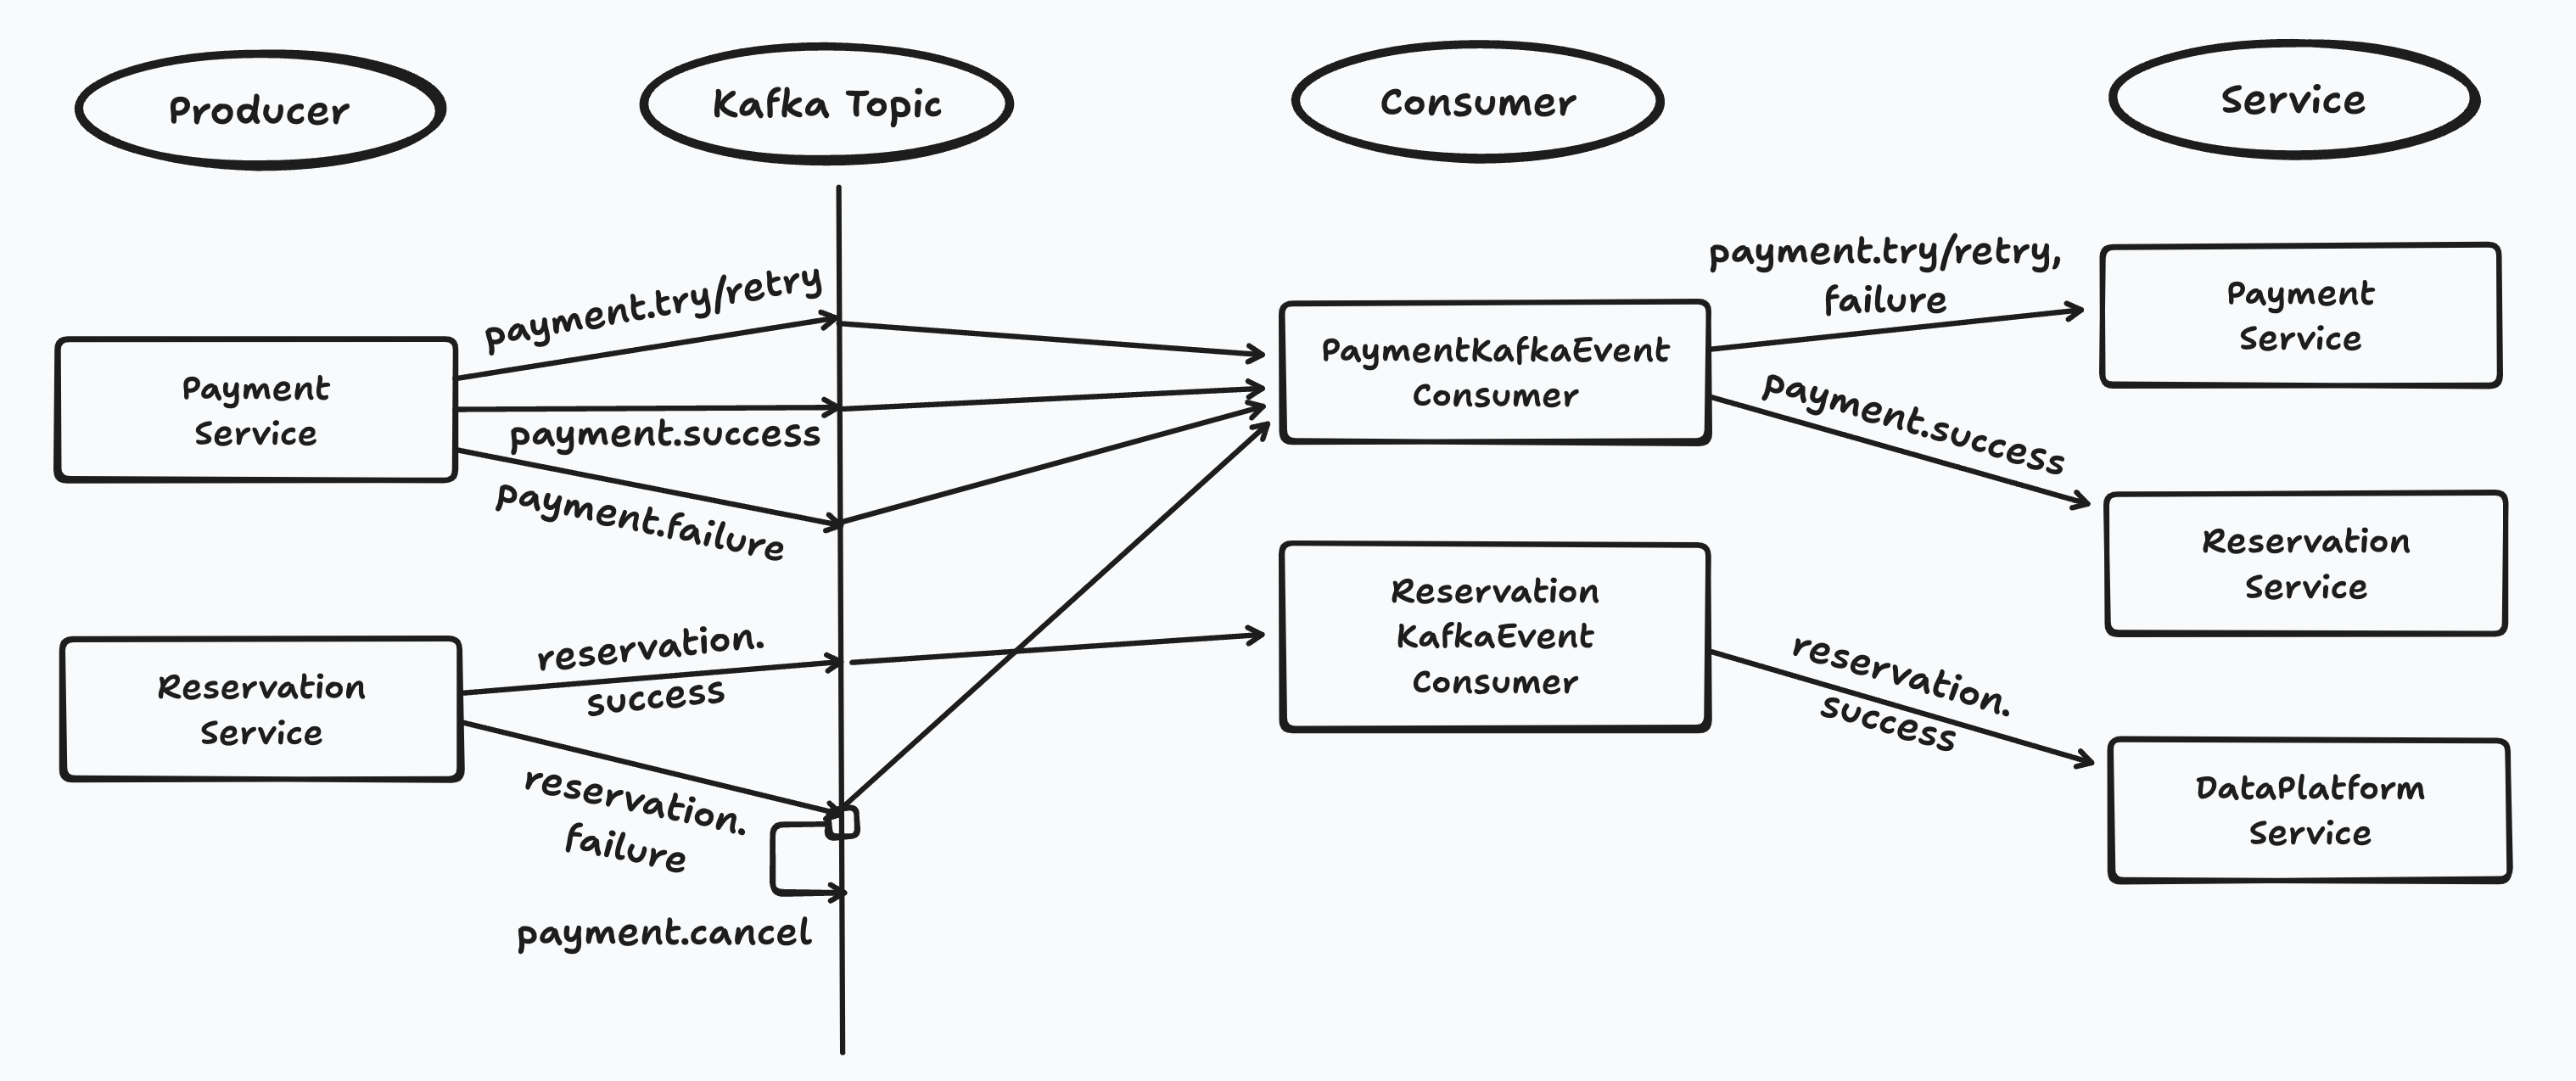 Producer
Kafka Topic
Consumer
Service
payment.try/retry
Payment
Service
payment.success
payment.failure
reservation.
success
Reservation
Service
reservation.
failure
payment.cancel
PaymentKafkaEvent
Consumer
Reservation
KafkaEvent
Consumer
payment.try/retry,
failure
payment.success
reservation.
success
Payment
Service
Reservation
Service
DataPlatform
Service